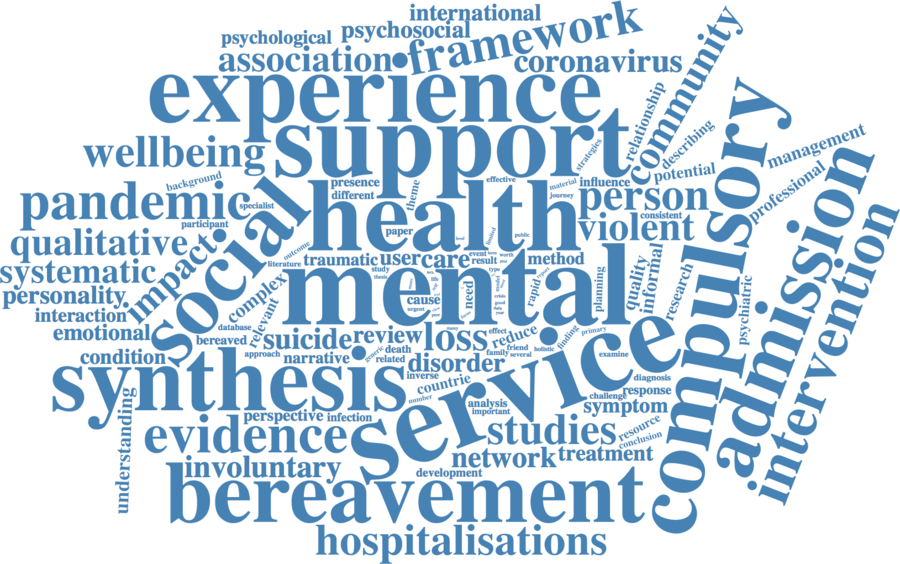 international
psychological
psychosocial
framework
association
coronavirus
community
experience
support
relationship
describing
strategies
wellbeing
management
potential
professional
background
presence
different
theme
effective
material
journey
influence
person
consistent
pandemic
specialist
participant
social
health
paper
violent
compulsory
admission
intervention
qualitative
outcome
literature
traumatic
user
care
event
result
method
limited
public
level
worth
type
systematic
impact
study
mental
planning
quality
informal
research
psychiatric
personality
complex
cause
urgent
need
rapid
crisis
interaction
relevant
emotional
database
bereaved
suicide
review
loss
many
effect
reduce
findings
primary
service
condition
approach
narrative
generic
death
related
disorder
friend
family
several
holistic
examine
synthesis
inverse
countrie
number
diagnosis
response
challenge
understanding
perspective
infection
analysis
important
symptom
evidence
studies
resource
conclusion
involuntary
network
treatment
development
bereavement
hospitalisations